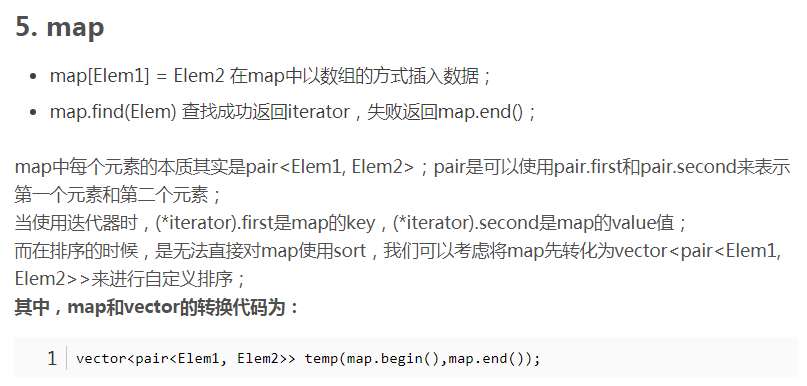 5. map
map[Elem1] = Elem2 在map中以数组的方式插入数据；
map.find(Elem) 查找成功返回iterator，失败返回map.end()；
map中每个元素的本质其实是pair<Elem1, Elem2>；pair是可以使用pair.first和pair.second来表示
第一个元素和第二个元素；
当使用迭代器时，(*iterator).first是map的key，(*iterator).second是map的value值；
而在排序的时候，是无法直接对map使用sort，我们可以考虑将map先转化为vector<pair<Elem1,
Elem2>>来进行自定义排序；
其中，map和vector的转换代码为：
1 vector<pair<Elem1, Elem2>> temp(map.begin(),map.end());